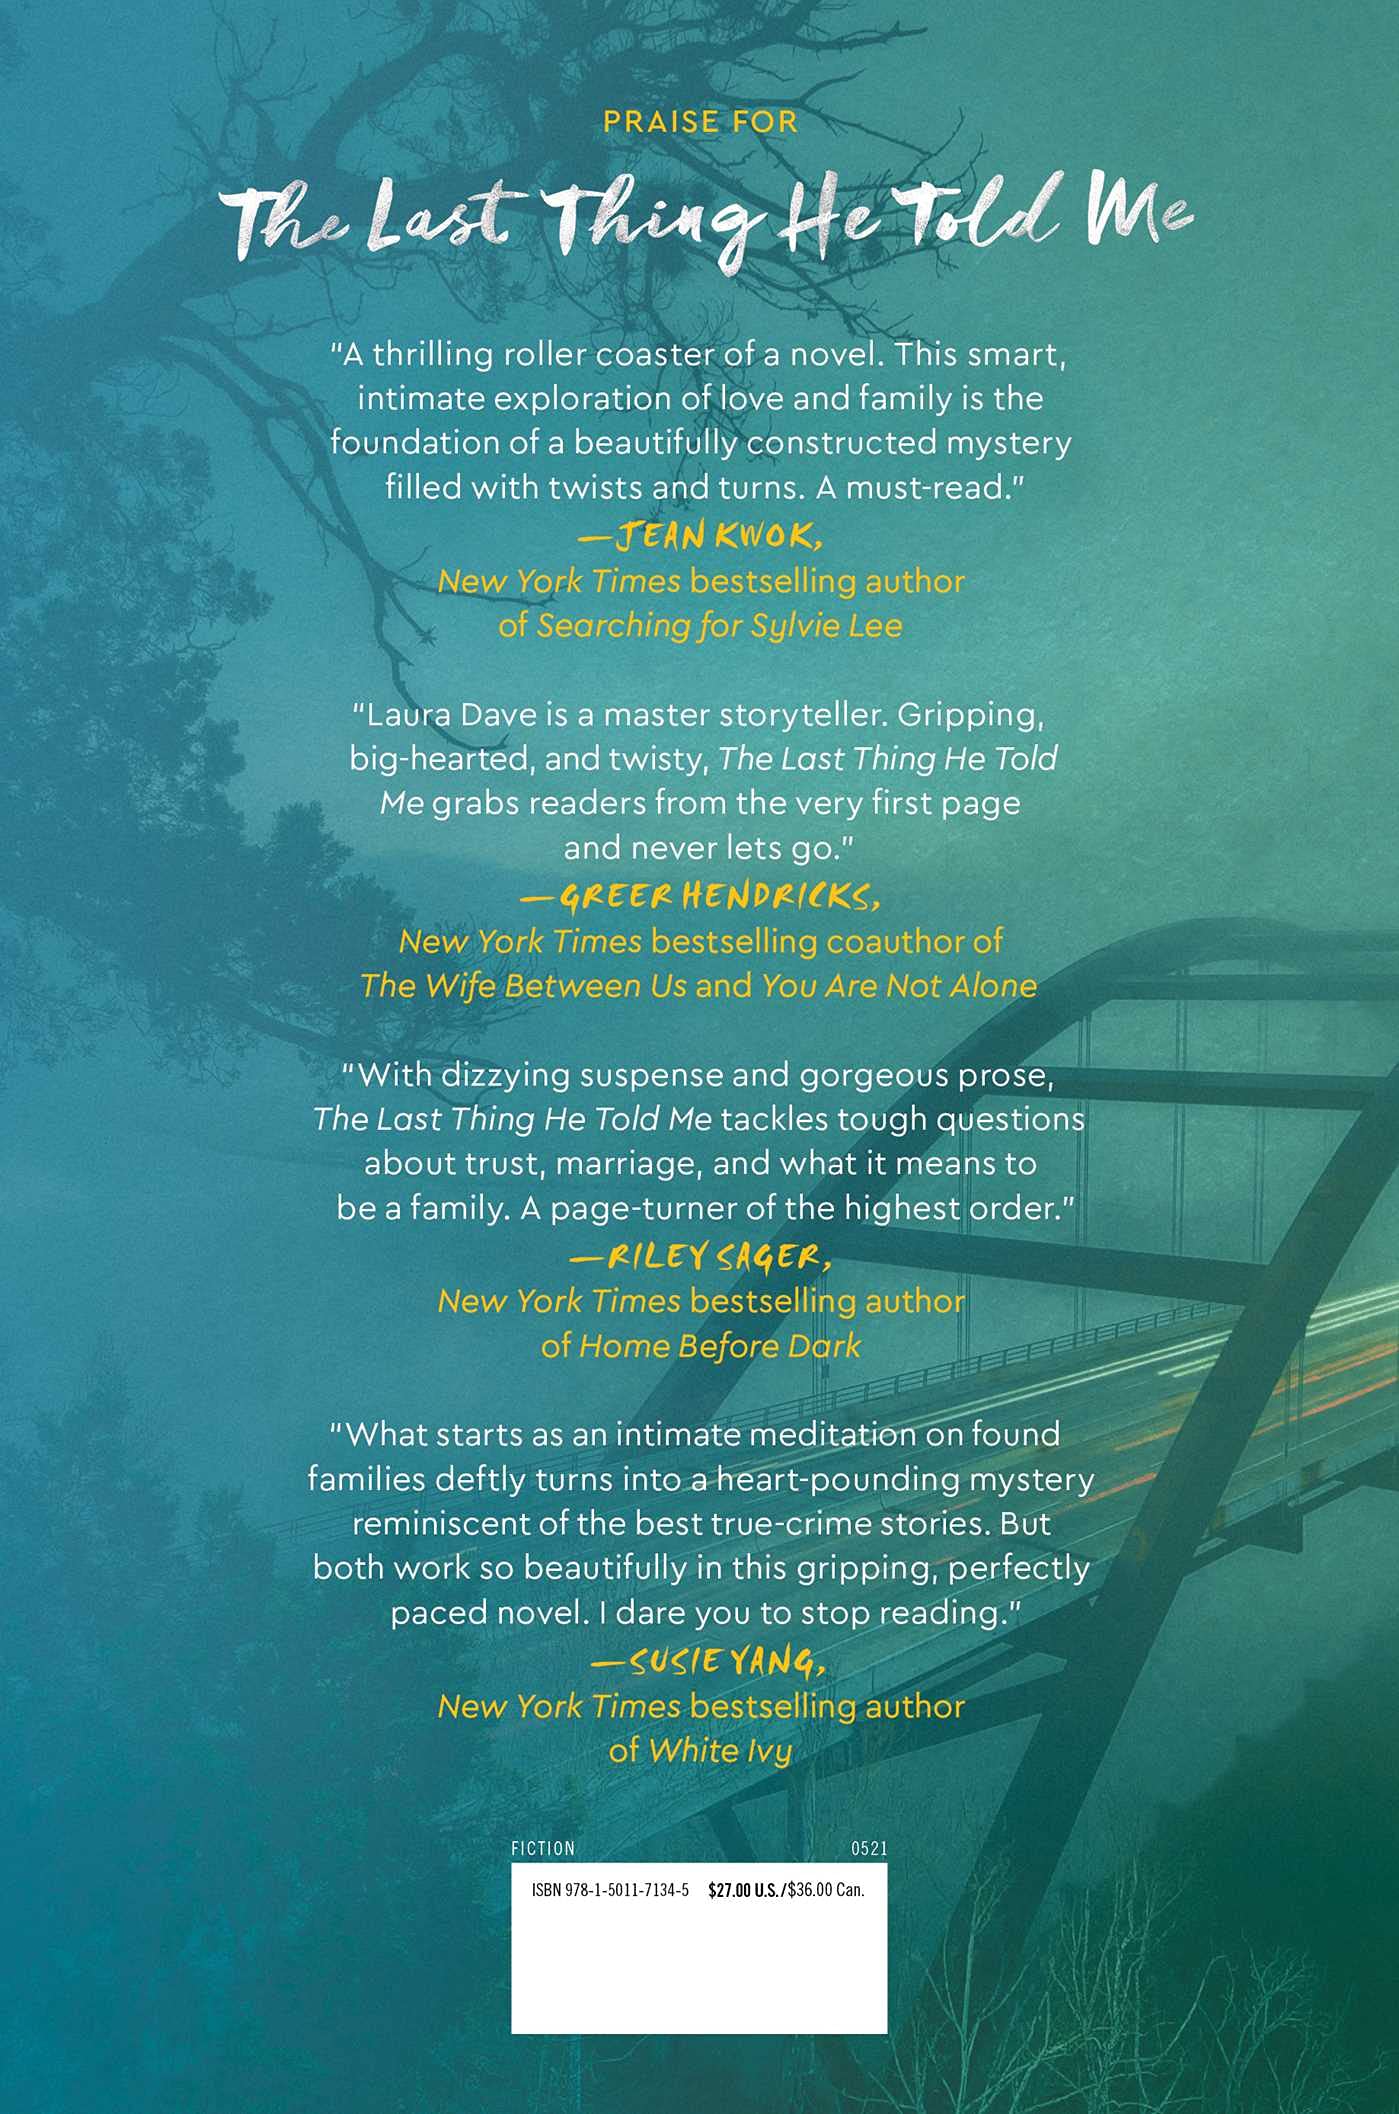 PRAISE FOR
The Last Thing He Told Me
“A thrilling roller coaster of a novel. This smart,
intimate exploration of love and family is the
foundation of a beautifully constructed mystery
filled with twists and turns. A must-read.”
—JEAN KWOK,
New York Times bestselling author
of Searching for Sylvie Lee
“Laura Dave is a master storyteller. Gripping,
big-hearted, and twisty, The Last Thing He Told
Me grabs readers from the very first page
and never lets go.”
—GREER HENDRICKS,
New York Times bestselling coauthor of
The Wife Between Us and You Are Not Alone
“With dizzying suspense and gorgeous prose,
The Last Thing He Told Me tackles tough questions
about trust, marriage, and what it means to
be a family. A page-turner of the highest order.”
—RILEY SAGER,
New York Times bestselling author
of Home Before Dark
“What starts as an intimate meditation on found
families deftly turns into a heart-pounding mystery
reminiscent of the best true-crime stories. But
both work so beautifully in this gripping, perfectly
paced novel. I dare you to stop reading.”
—SUSIE YANG,
New York Times bestselling author
of White Ivy
FICTION 0521
ISBN 978-1-5011-7134-5 $27.00 U.S./$36.00 Can.